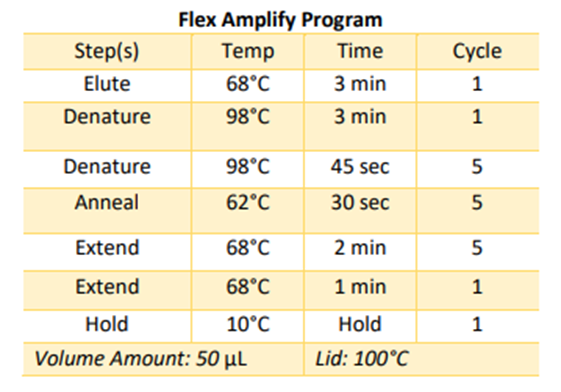 Flex Amplify Program
Step(s) Temp Time Cycle
Elute 68°C 3 min 1
Denature 98°C 3 min 1
Denature 98°C 45 sec 5
Anneal 62°C 30 sec 5
Extend 68°C 2 min 5
Extend 68°C 1 min 1
Hold 10°C Hold 1
Volume Amount: 50 µL Lid: 100°C